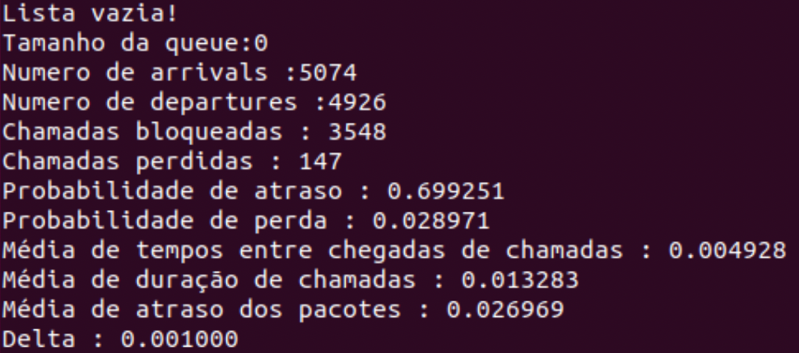 Lista vazia!
Tamanho da queue:0
Numero de arrivals :5074
Numero de departures :4926
Chamadas bloqueadas : 3548
Chamadas perdidas : 147
Probabilidade de atraso : 0.699251
Probabilidade de perda : 0.028971
Média de tempos entre chegadas de chamadas : 0.004928
Média de duração de chamadas : 0.013283
Média de atraso dos pacotes : 0.026969
Delta : 0.001000